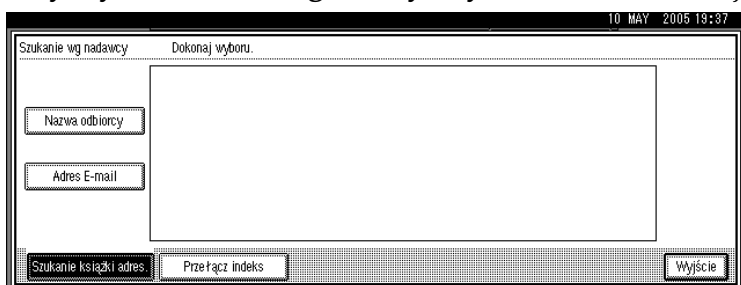 10 MAY 2005 19:37
Szukanie wg nadawcy Dokonaj wyboru.
Nazwa odbiorcy
Adres E-mail
Szukanie książki adres. Przełącz indeks Wyjście